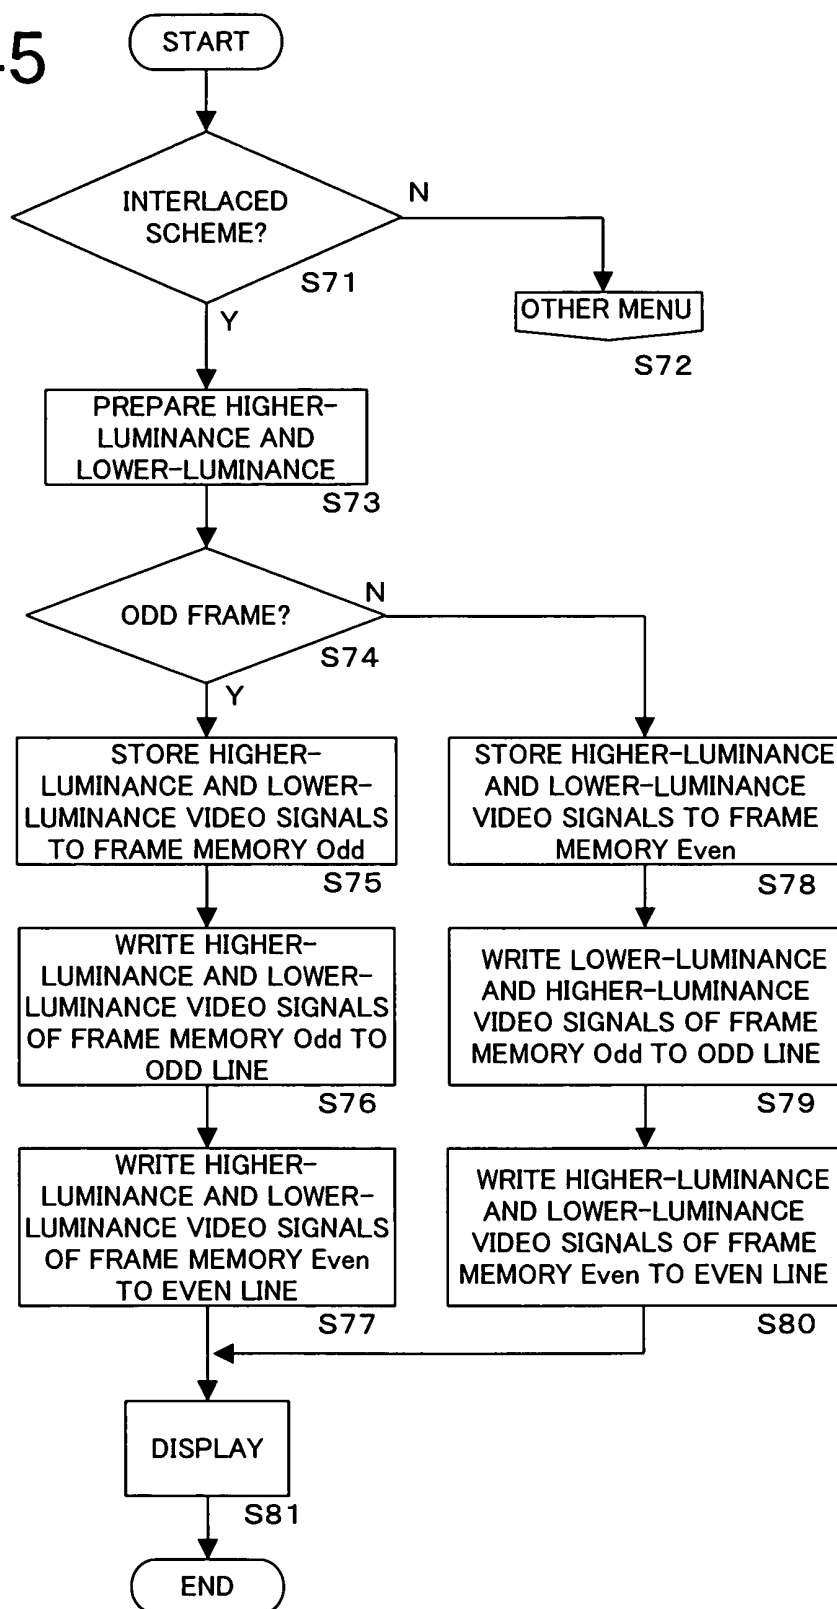 45
START
INTERLACED
SCHEME?
N
S71
Y
OTHER MENU
S72
PREPARE HIGHER-
LUMINANCE AND
LOWER-LUMINANCE
S73
ODD FRAME?
N
S74
Y
STORE HIGHER-
LUMINANCE AND LOWER-
LUMINANCE VIDEO SIGNALS
TO FRAME MEMORY Odd
S75
WRITE HIGHER-
LUMINANCE AND LOWER-
LUMINANCE VIDEO SIGNALS
OF FRAME MEMORY Odd TO
ODD LINE
S76
WRITE HIGHER-
LUMINANCE AND LOWER-
LUMINANCE VIDEO SIGNALS
OF FRAME MEMORY Even
TO EVEN LINE
S77
STORE HIGHER-LUMINANCE
AND LOWER-LUMINANCE
VIDEO SIGNALS TO FRAME
MEMORY Even
S78
WRITE LOWER-LUMINANCE
AND HIGHER-LUMINANCE
VIDEO SIGNALS OF FRAME
MEMORY Odd TO ODD LINE
S79
WRITE HIGHER-LUMINANCE
AND LOWER-LUMINANCE
VIDEO SIGNALS OF FRAME
MEMORY Even TO EVEN LINE
S80
DISPLAY
S81
END